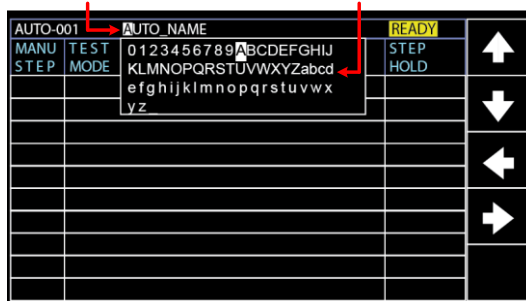 AUTO-001 AUTO_NAME READY
MANU STEP TEST MODE STEP HOLD
0123456789ABCDEFGHIJ
KLMNOPQRSTUVWXYZabcd
efghijklmnopqrstuvwx
yz_